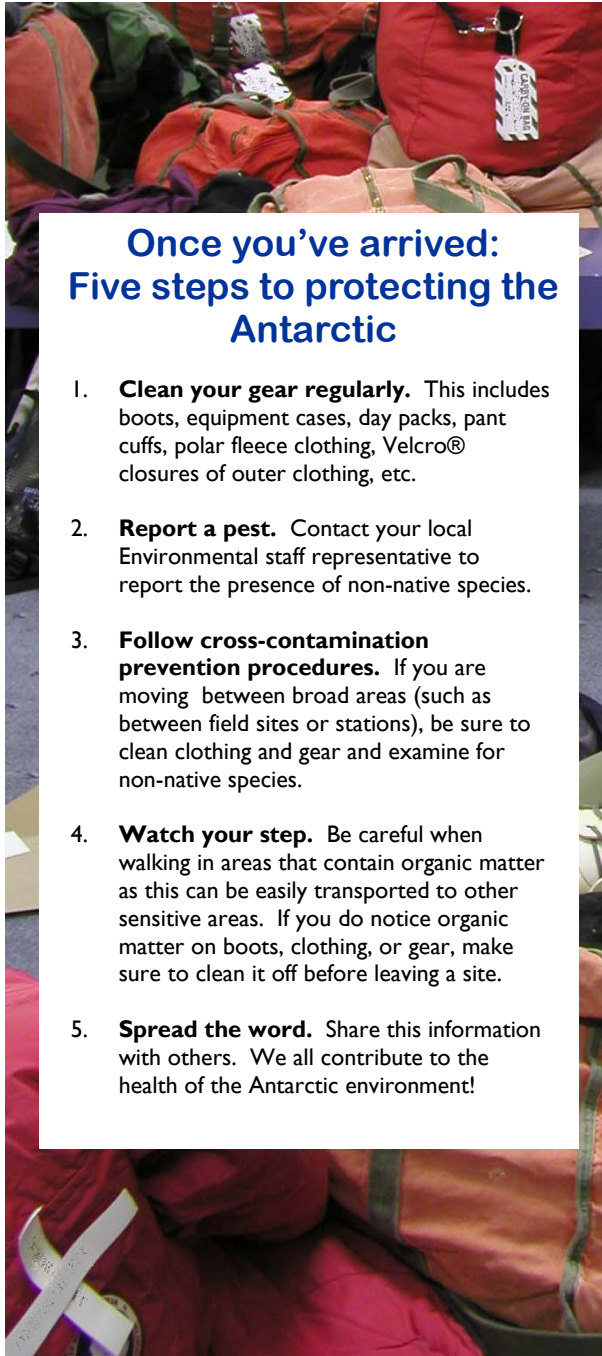 CARRY-ON BAG
Once you’ve arrived:
Five steps to protecting the
Antarctic
1. Clean your gear regularly. This includes
boots, equipment cases, day packs, pant
cuffs, polar fleece clothing, Velcro®
closures of outer clothing, etc.
2. Report a pest. Contact your local
Environmental staff representative to
report the presence of non-native species.
3. Follow cross-contamination
prevention procedures. If you are
moving between broad areas (such as
between field sites or stations), be sure to
clean clothing and gear and examine for
non-native species.
4. Watch your step. Be careful when
walking in areas that contain organic matter
as this can be easily transported to other
sensitive areas. If you do notice organic
matter on boots, clothing, or gear, make
sure to clean it off before leaving a site.
5. Spread the word. Share this information
with others. We all contribute to the
health of the Antarctic environment!